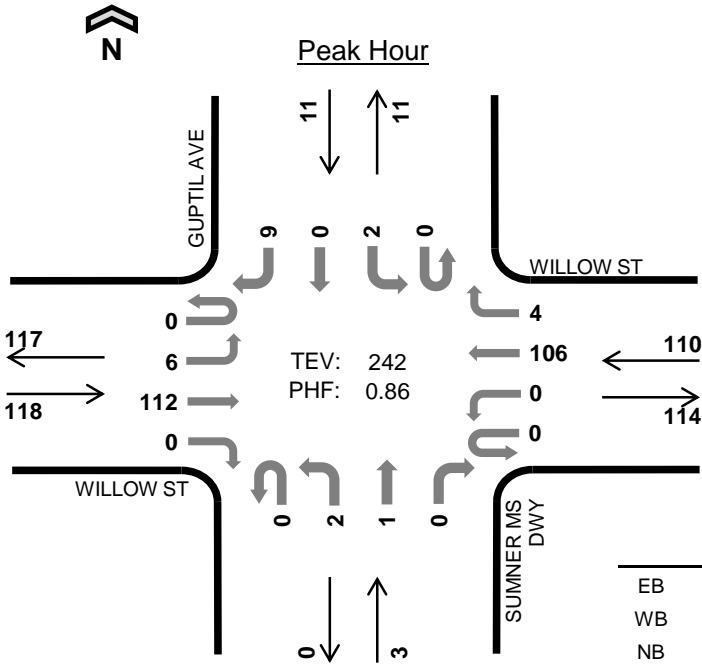 N
Peak Hour
11
11
GUPTIL AVE
9
0
2
0
WILLOW ST
0
4
117
6
106
110
TEV: 242
PHF: 0.86
118
112
0
114
0
0
WILLOW ST
0
2
1
0
SUMNER MS
DWY
0
3
EB
WB
NB